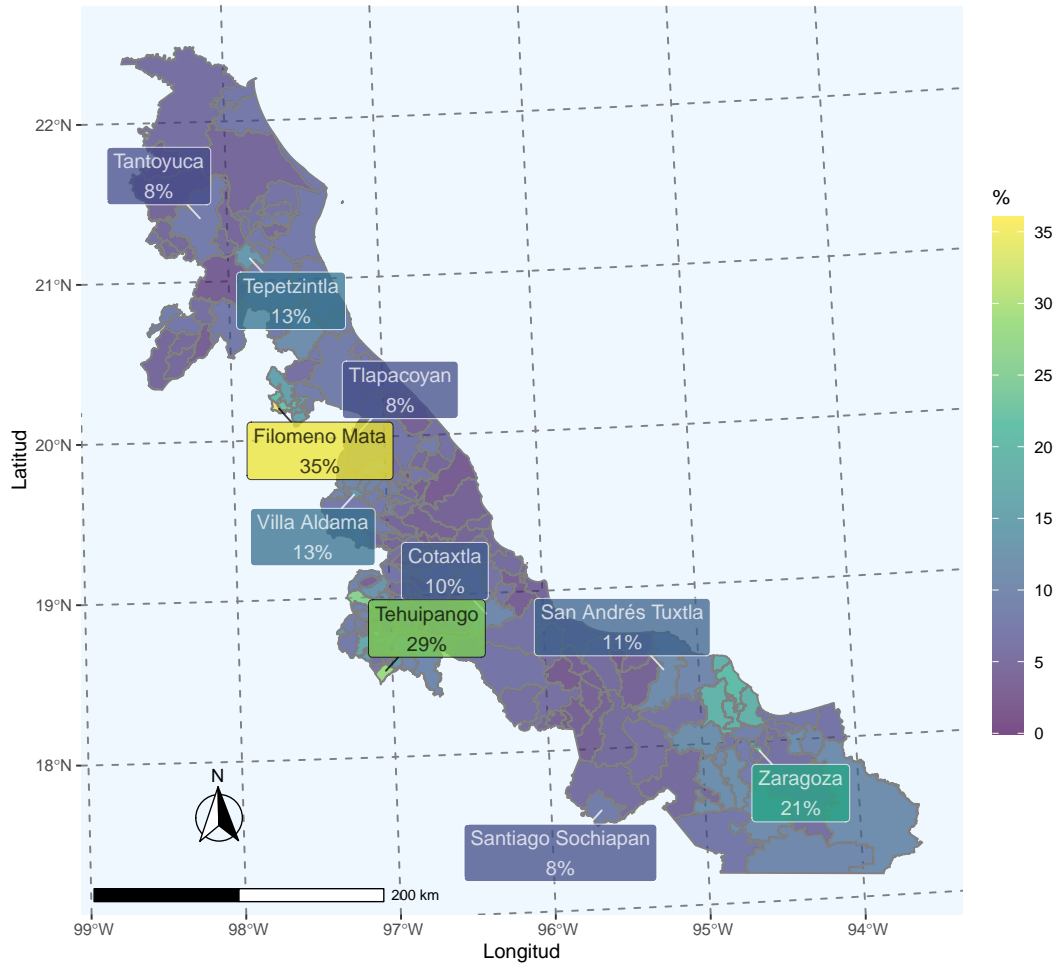 22°N
21°N
20°N
19°N
18°N
Latitud
Tantoyuca
8%
Tepetzintla
13%
Tlapacoyan
8%
Filomeno Mata
35%
Villa Aldama
13%
Cotaxtla
10%
Tehuipango
29%
San Andrés Tuxtla
11%
Zaragoza
21%
Santiago Sochiapan
8%
N
200 km
99°W
98°W
97°W
96°W
95°W
94°W
Longitud
%
35
30
25
20
15
10
5
0